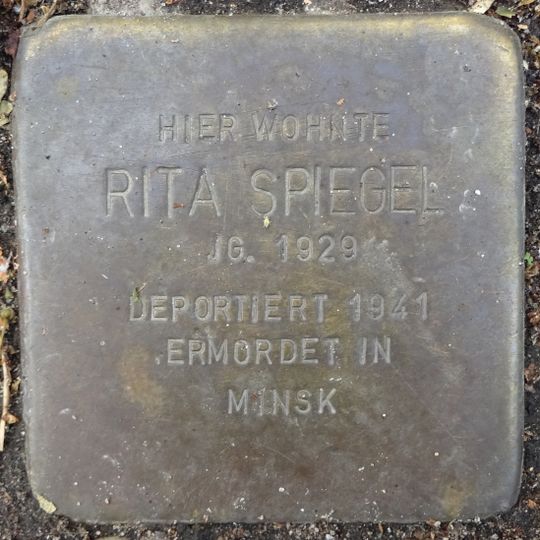 HIER WOHNTE
RITA SPIEGEL
JG. 1929
DEPORTIERT 1941
ERMORDET IN
MINSK